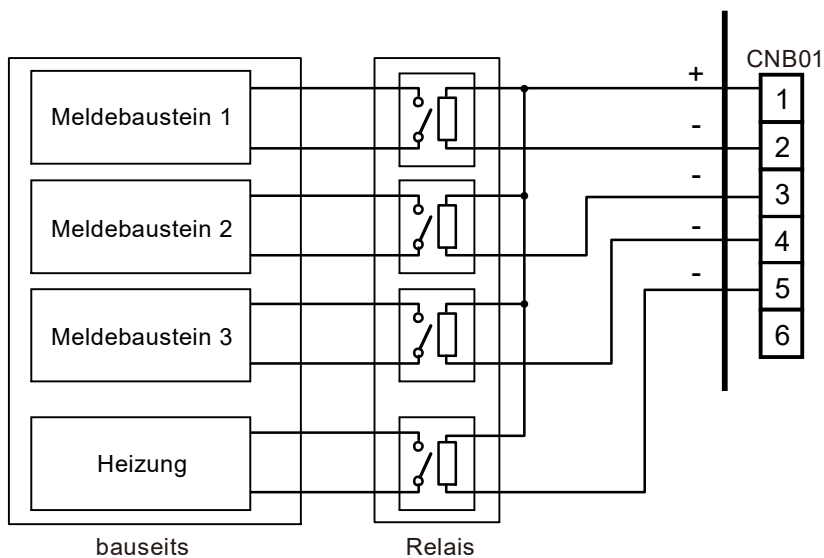 CNB01
+
1
Meldebaustein 1
-
2
-
3
Meldebaustein 2
-
4
-
5
Meldebaustein 3
6
Heizung
bauseits
Relais